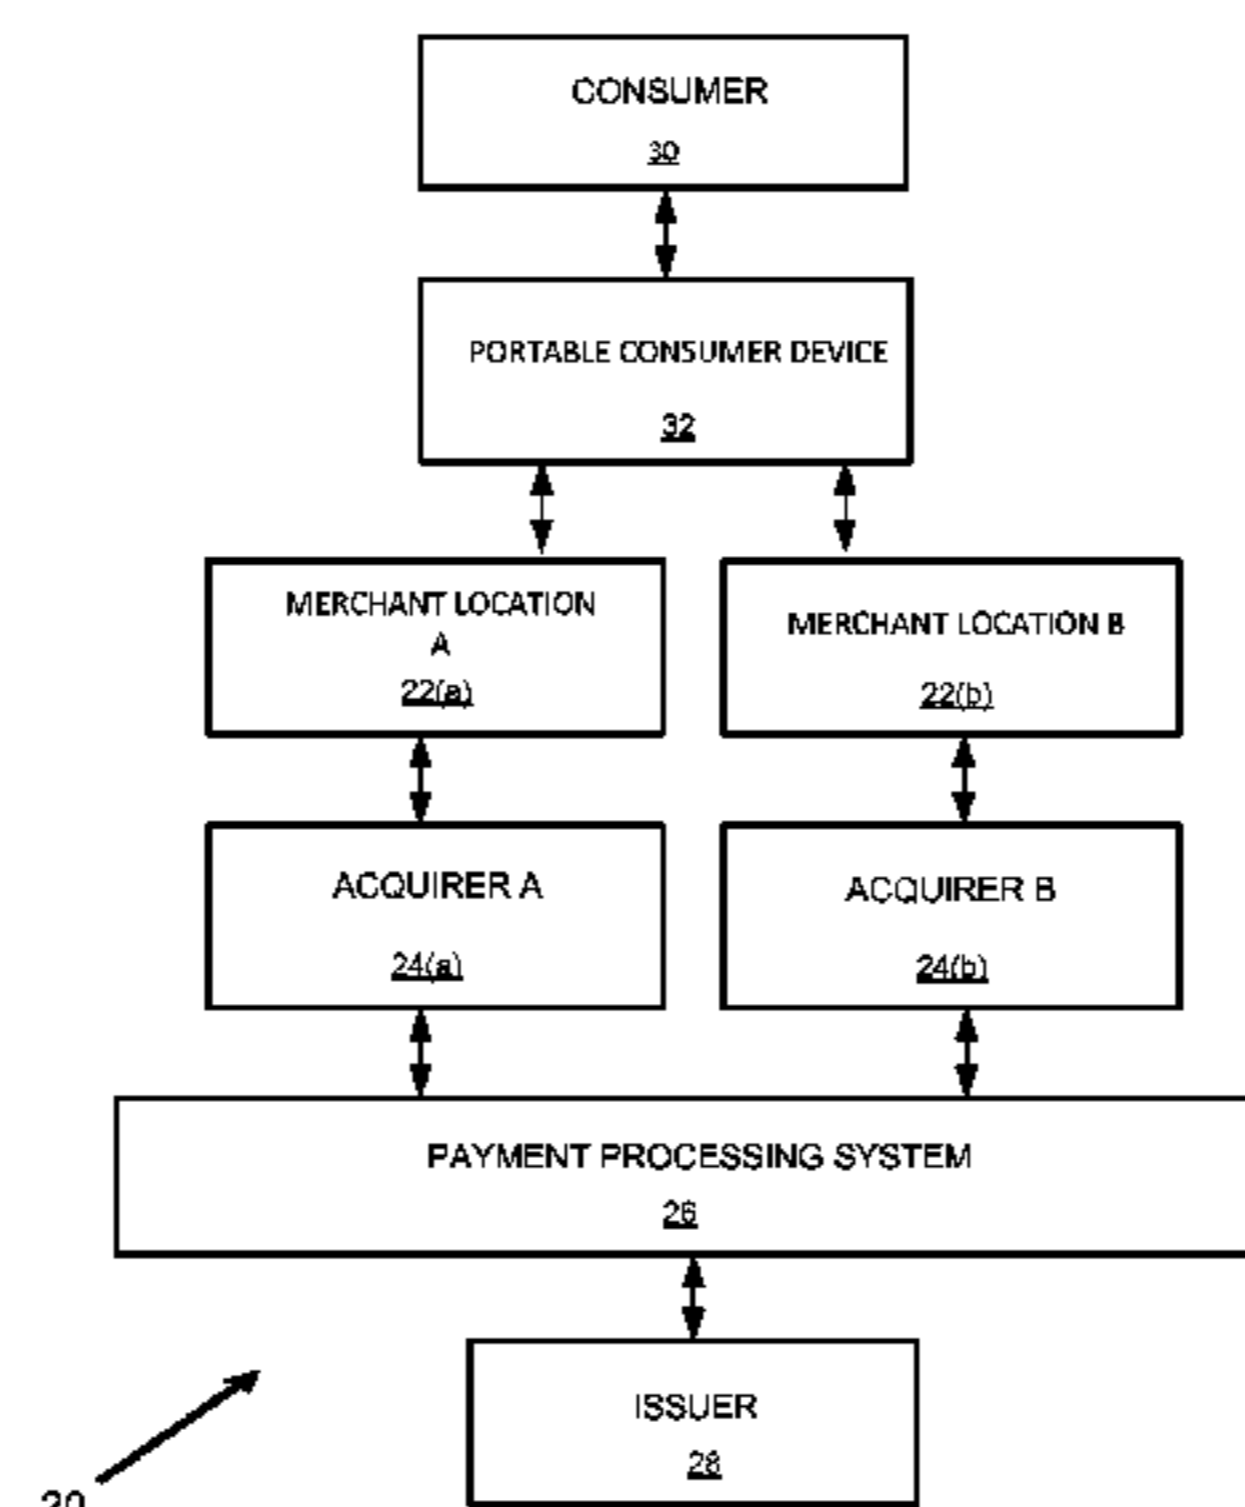 CONSUMER
30
PORTABLE CONSUMER DEVICE
32
MERCHANT LOCATION
A
22(a)
MERCHANT LOCATION B
22(b)
ACQUIRER A
24(a)
ACQUIRER B
24(b)
PAYMENT PROCESSING SYSTEM
26
ISSUER
28
20